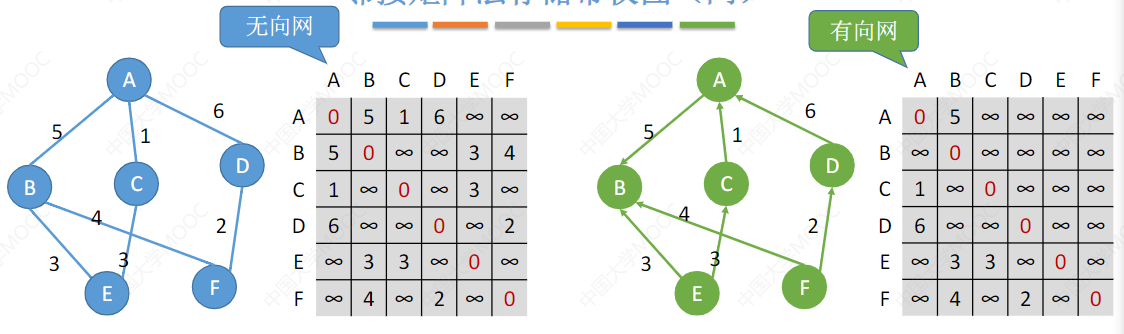 无向网
有向网
A
B
C
D
E
F
5
1
6
4
3
3
2
A B C D E F
A 0 5 1 6 ∞ ∞
B 5 0 ∞ ∞ 3 4
C 1 ∞ 0 ∞ 3 ∞
D 6 ∞ ∞ 0 ∞ 2
E ∞ 3 3 ∞ 0 ∞
F ∞ 4 ∞ 2 ∞ 0
A
B
C
D
E
F
5
1
6
4
3
3
2
A B C D E F
A 0 5 ∞ ∞ ∞ ∞
B ∞ 0 ∞ ∞ ∞ ∞
C 1 ∞ 0 ∞ ∞ ∞
D 6 ∞ ∞ 0 ∞ ∞
E ∞ 3 3 ∞ 0 ∞
F ∞ 4 ∞ 2 ∞ 0
中国大学MOOC